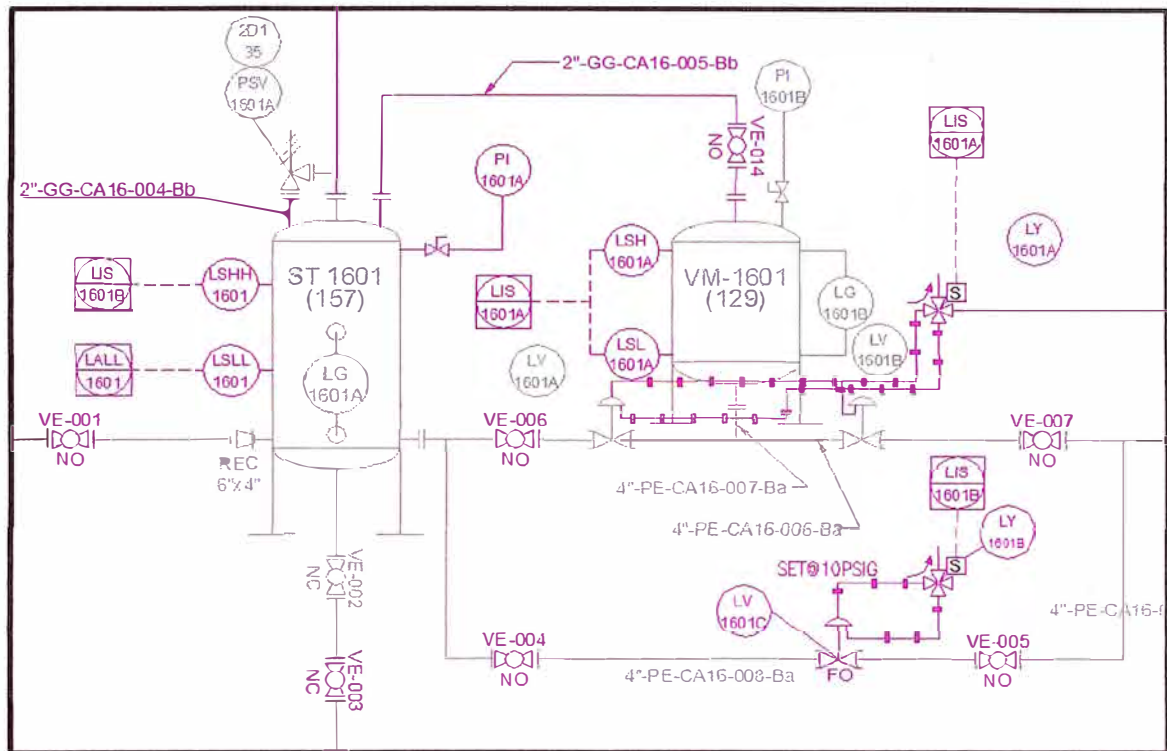 2D1
35
PSV
1601A
2"-GG-CA16-005-Bb
PI
1601B
LIS
1601A
VE-014
NO
PI
1601A
2"-GG-CA16-004-Bb
LY
1601A
LIS
1601B
LSHH
1601
ST 1601
(157)
LSH
1601A
VM-1601
(129)
LIS
1601A
S
LG
1601B
LALL
1601
LSLL
1601
LG
1601A
LV
1601A
LSL
1601A
LV
1601B
VE-001
NO
REC
6"x4"
VE-006
NO
VE-007
NO
4"-PE-CA16-007-Ba
4"-PE-CA16-006-Ba
LIS
1601B
LY
1601B
S
SET@10PSIG
VE-002
NC
LV
1601C
4"-PE-CA16-
VE-003
NC
VE-004
NO
4"-PE-CA16-008-Ba
FO
VE-005
NO